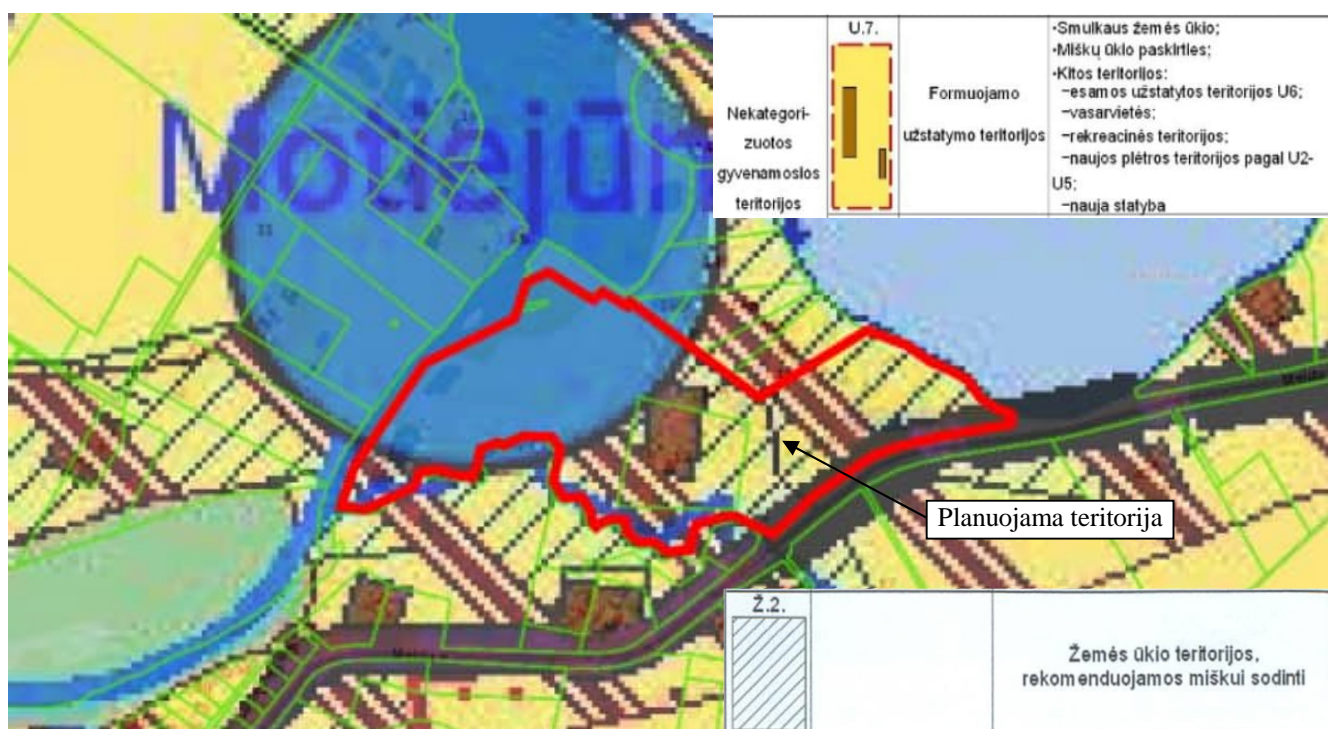 Motiejūn
U.7.
Nekategori-
zuotos
gyvenamosios
teritorijos
Formuojamo
užstatymo teritorijos
·Smulkaus žemės ūkio;
·Miškų ūkio paskirties;
·Kitos teritorijos:
–esamos užstatytos teritorijos U6;
–vasarvietės;
–rekreacinės teritorijos;
–naujos plėtros teritorijos pagal U2-
U5;
–nauja statyba
Planuojama teritorija
Ž.2.
Žemės ūkio teritorijos,
rekomenduojamos miškui sodinti